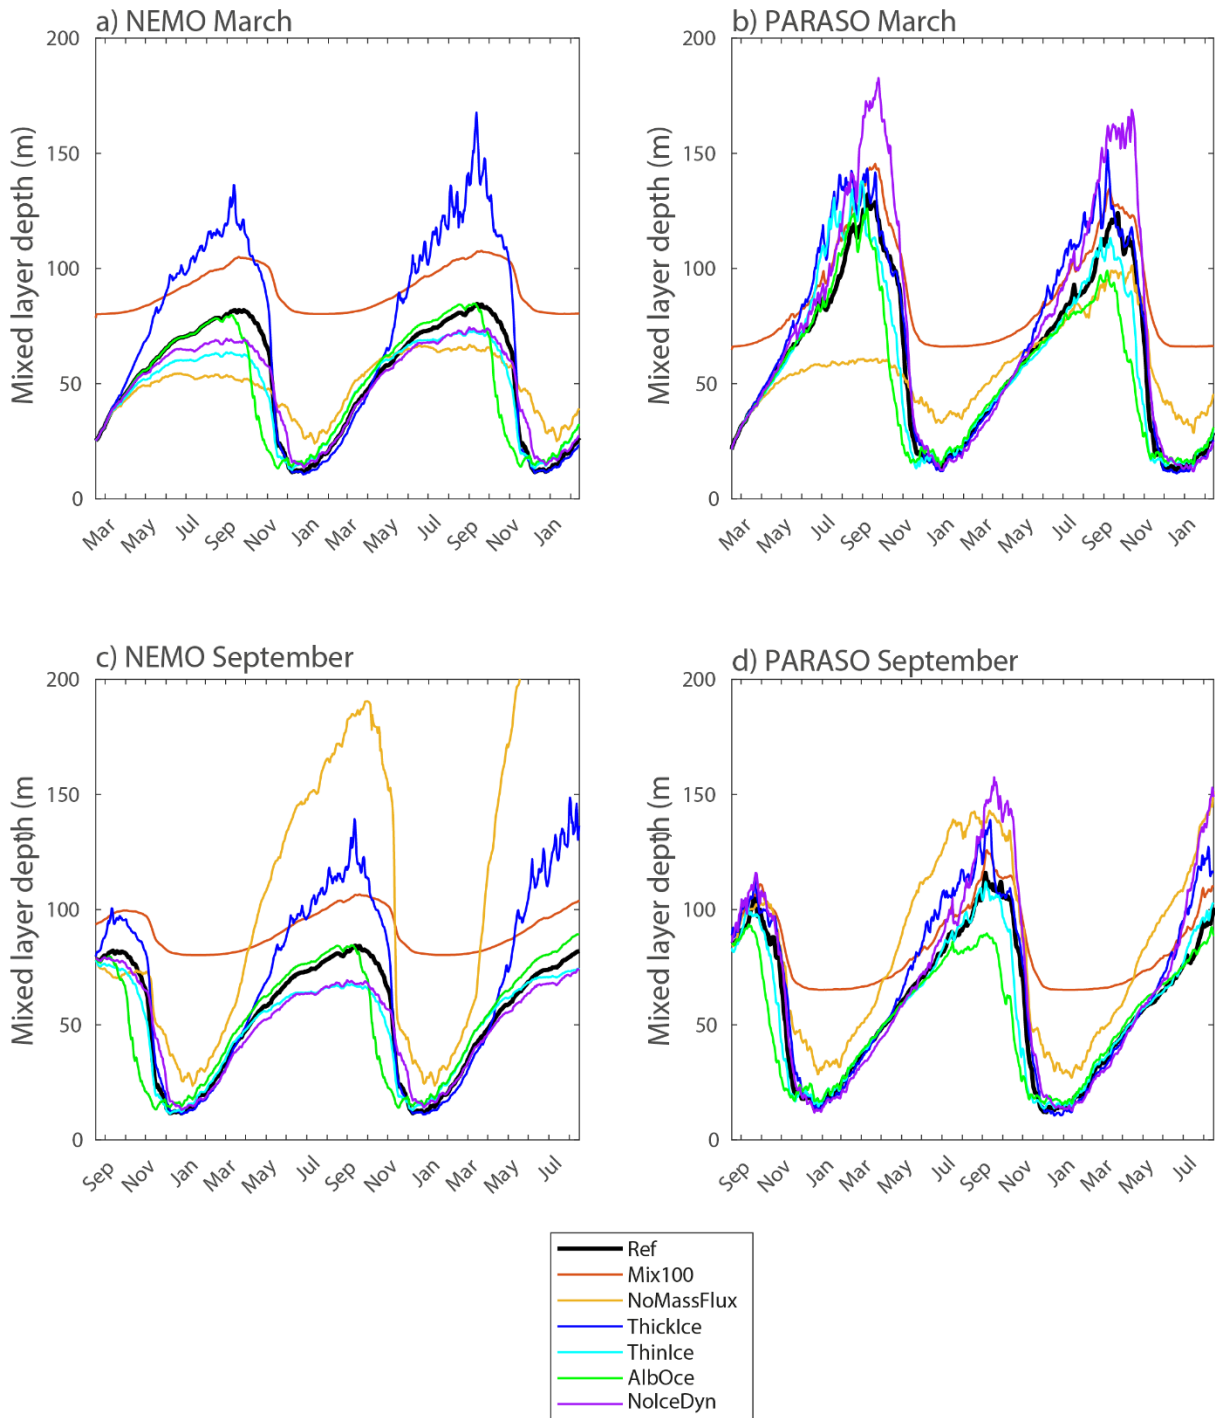 a) NEMO March
b) PARASO March
Mixed layer depth (m)
200
150
100
50
0
Mar May Jul Sep Nov Jan Mar May Jul Sep Nov Jan
Mixed layer depth (m)
200
150
100
50
0
Mar May Jul Sep Nov Jan Mar May Jul Sep Nov Jan
c) NEMO September
d) PARASO September
Mixed layer depth (m
200
150
100
50
0
Sep Nov Jan Mar May Jul Sep Nov Jan Mar May Jul
Mixed layer depth (m
200
150
100
50
0
Sep Nov Jan Mar May Jul Sep Nov Jan Mar May Jul
Ref
Mix100
NoMassFlux
ThickIce
ThinIce
AlbOce
NoIceDyn